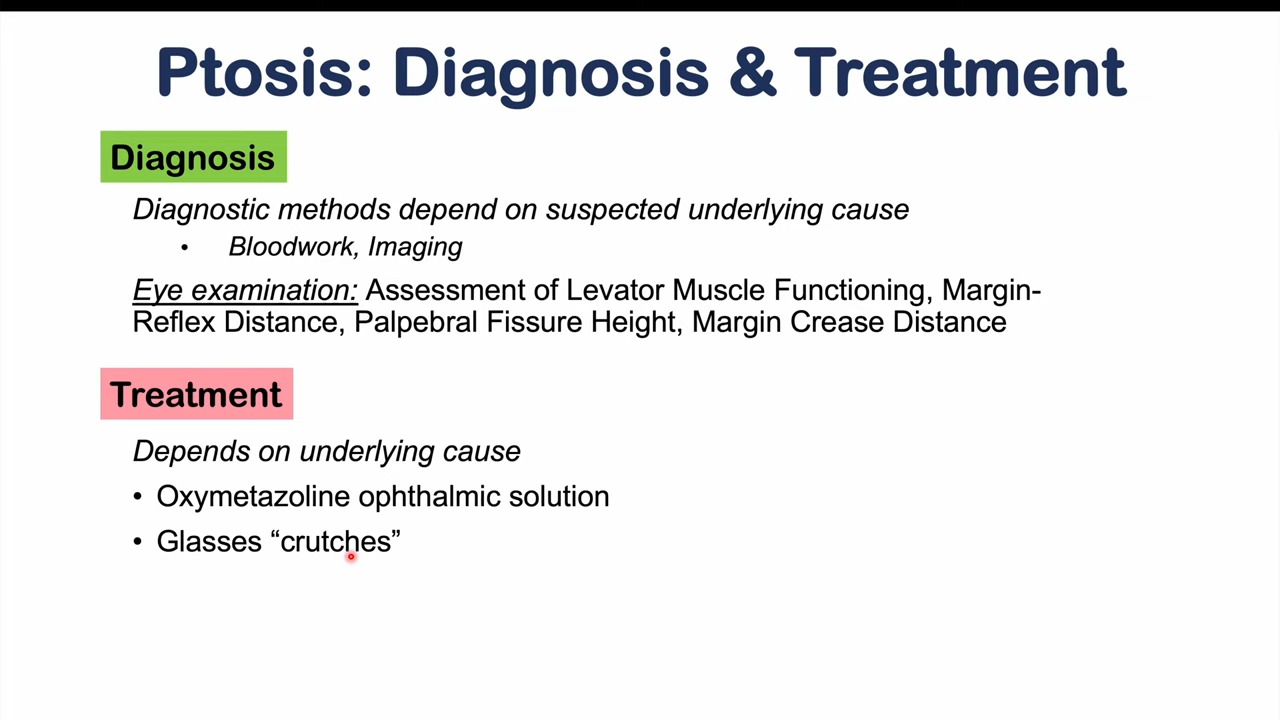 Ptosis: Diagnosis & Treatment
Diagnosis
Diagnostic methods depend on suspected underlying cause
• Bloodwork, Imaging
Eye examination: Assessment of Levator Muscle Functioning, Margin-
Reflex Distance, Palpebral Fissure Height, Margin Crease Distance
Treatment
Depends on underlying cause
• Oxymetazoline ophthalmic solution
• Glasses “crutches”